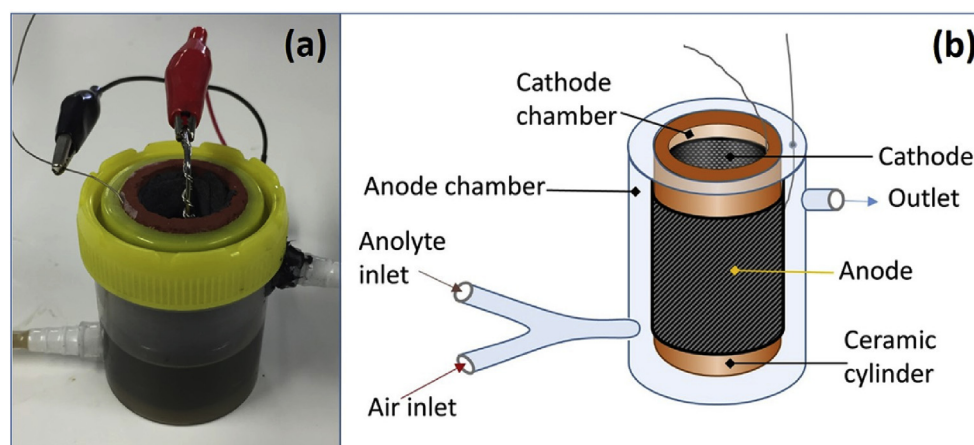 (a)
(b)
Cathode
chamber
Cathode
Anode chamber
Outlet
Anolyte
inlet
Anode
Ceramic
cylinder
Air inlet